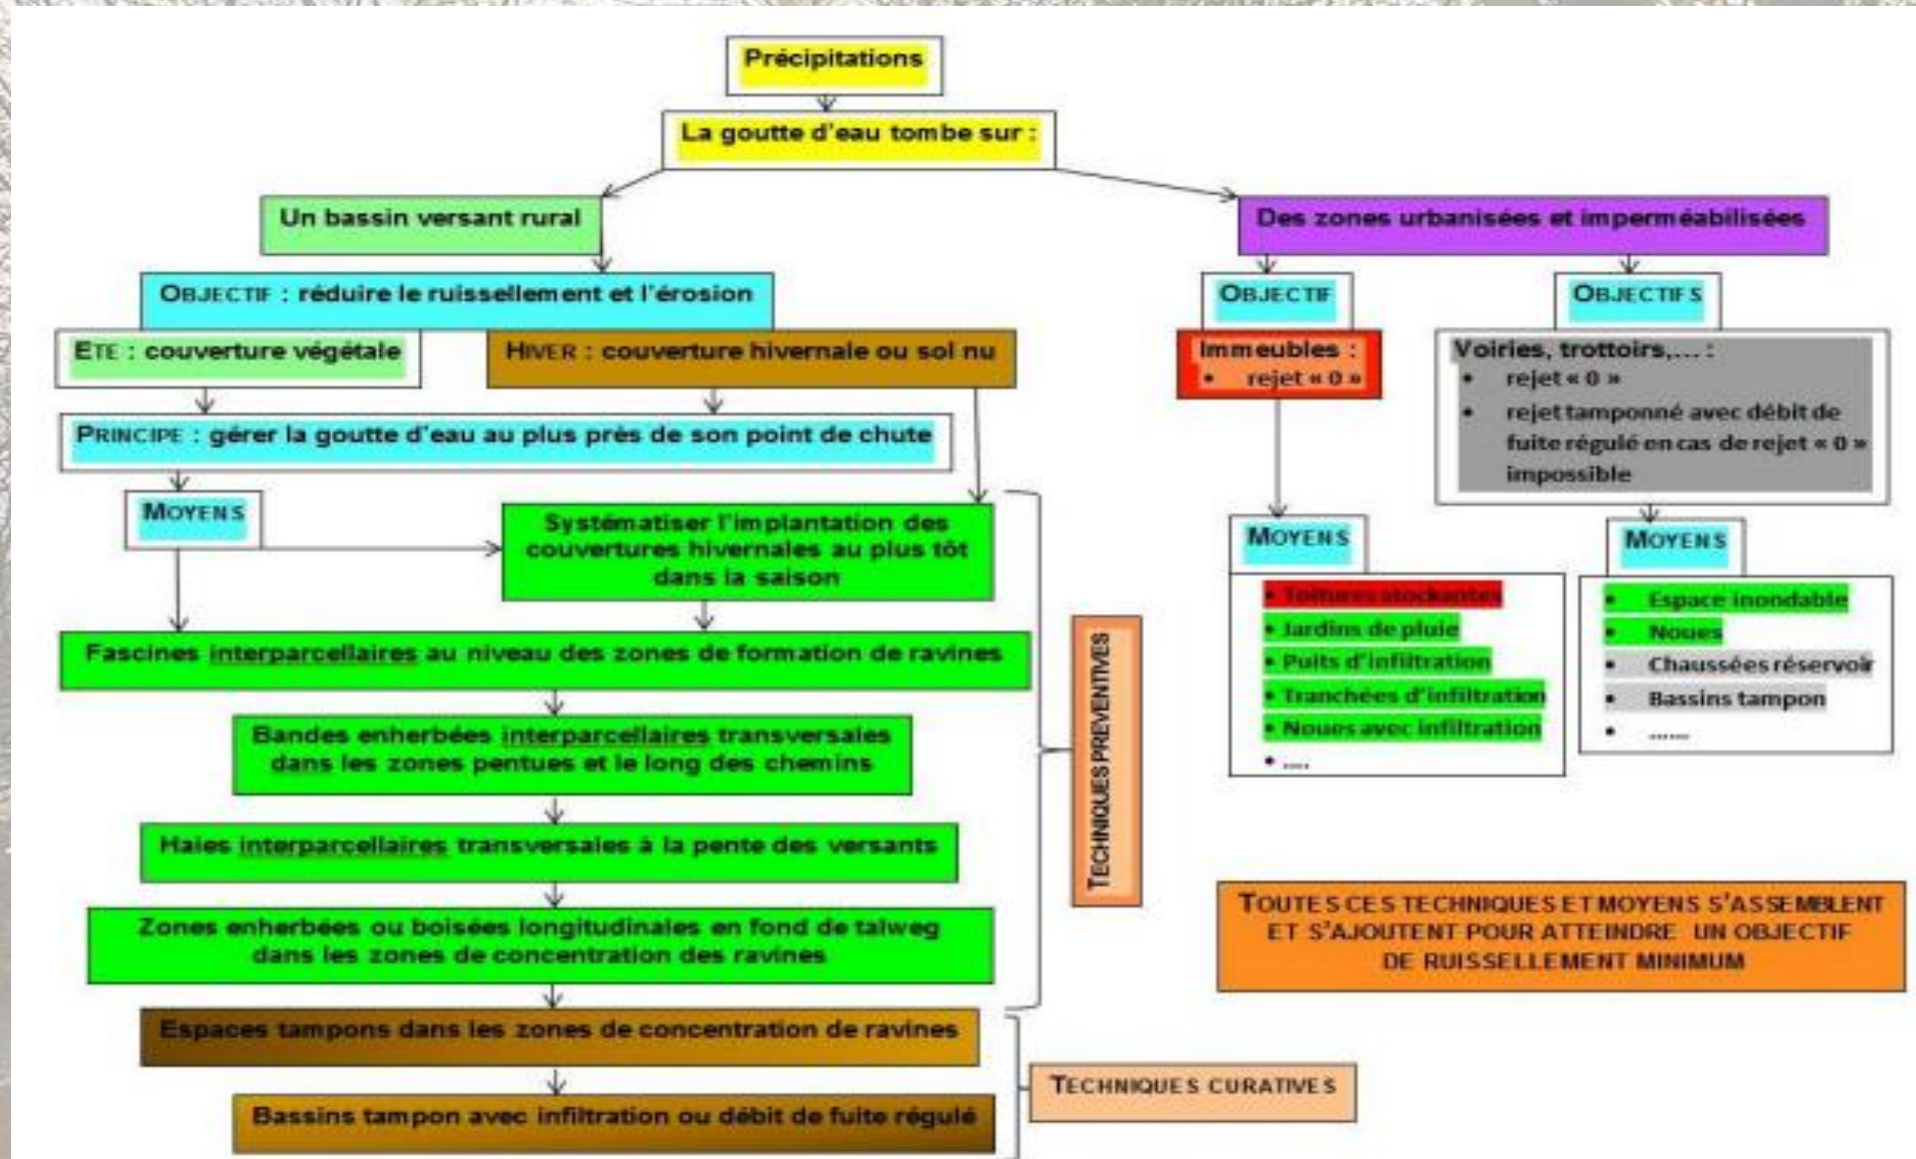 Précipitations
La goutte d'eau tombe sur :
Un bassin versant rural
OBJECTIF : réduire le ruissellement et l'érosion
ETE : couverture végétale
HIVER : couverture hivernale ou sol nu
PRINCIPE : gérer la goutte d'eau au plus près de son point de chute
MOYENS
Systématiser l'implantation des
couvertures hivernales au plus tôt
dans la saison
Fascines interparcellaires au niveau des zones de formation de ravines
Bandes enherbées interparcellaires transversales
dans les zones pentues et le long des chemins
Haies interparcellaires transversales à la pente des versants
Zones enherbées ou boisées longitudinales en fond de talweg
dans les zones de concentration des ravines
TECHNIQUES PREVENTIVES
Espaces tampons dans les zones de concentration de ravines
Bassins tampon avec infiltration ou débit de fuite régulé
TECHNIQUES CURATIVES
Des zones urbanisées et imperméabilisées
OBJECTIF
Immeubles :
• rejet « 0 »
MOYENS
• Toitures stockantes
• Jardins de pluie
• Puits d'infiltration
• Tranchées d'infiltration
• Noues avec infiltration
• ....
OBJECTIFS
Voiries, trottoirs,... :
• rejet « 0 »
• rejet tamponné avec débit de
fuite régulé en cas de rejet « 0 »
impossible
MOYENS
• Espace inondable
• Noues
• Chaussées réservoir
• Bassins tampon
• ......
TOUTES CES TECHNIQUES ET MOYENS S'ASSEMBLENT
ET S'AJOUTENT POUR ATTEINDRE UN OBJECTIF
DE RUISSELLEMENT MINIMUM